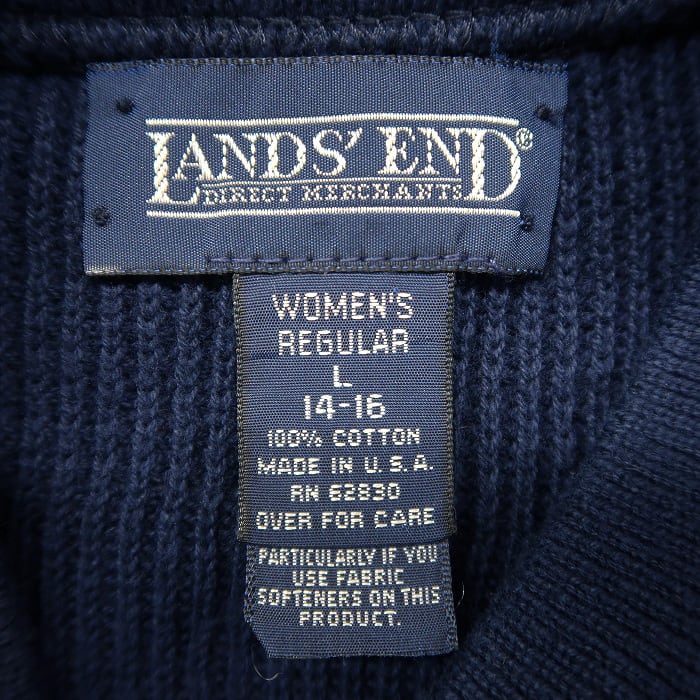 LANDS' END®
DIRECT MERCHANTS
WOMEN'S
REGULAR
L
14-16
100% COTTON
MADE IN U.S.A.
RN 62830
OVER FOR CARE
PARTICULARLY IF YOU
USE FABRIC
SOFTENERS ON THIS
PRODUCT.